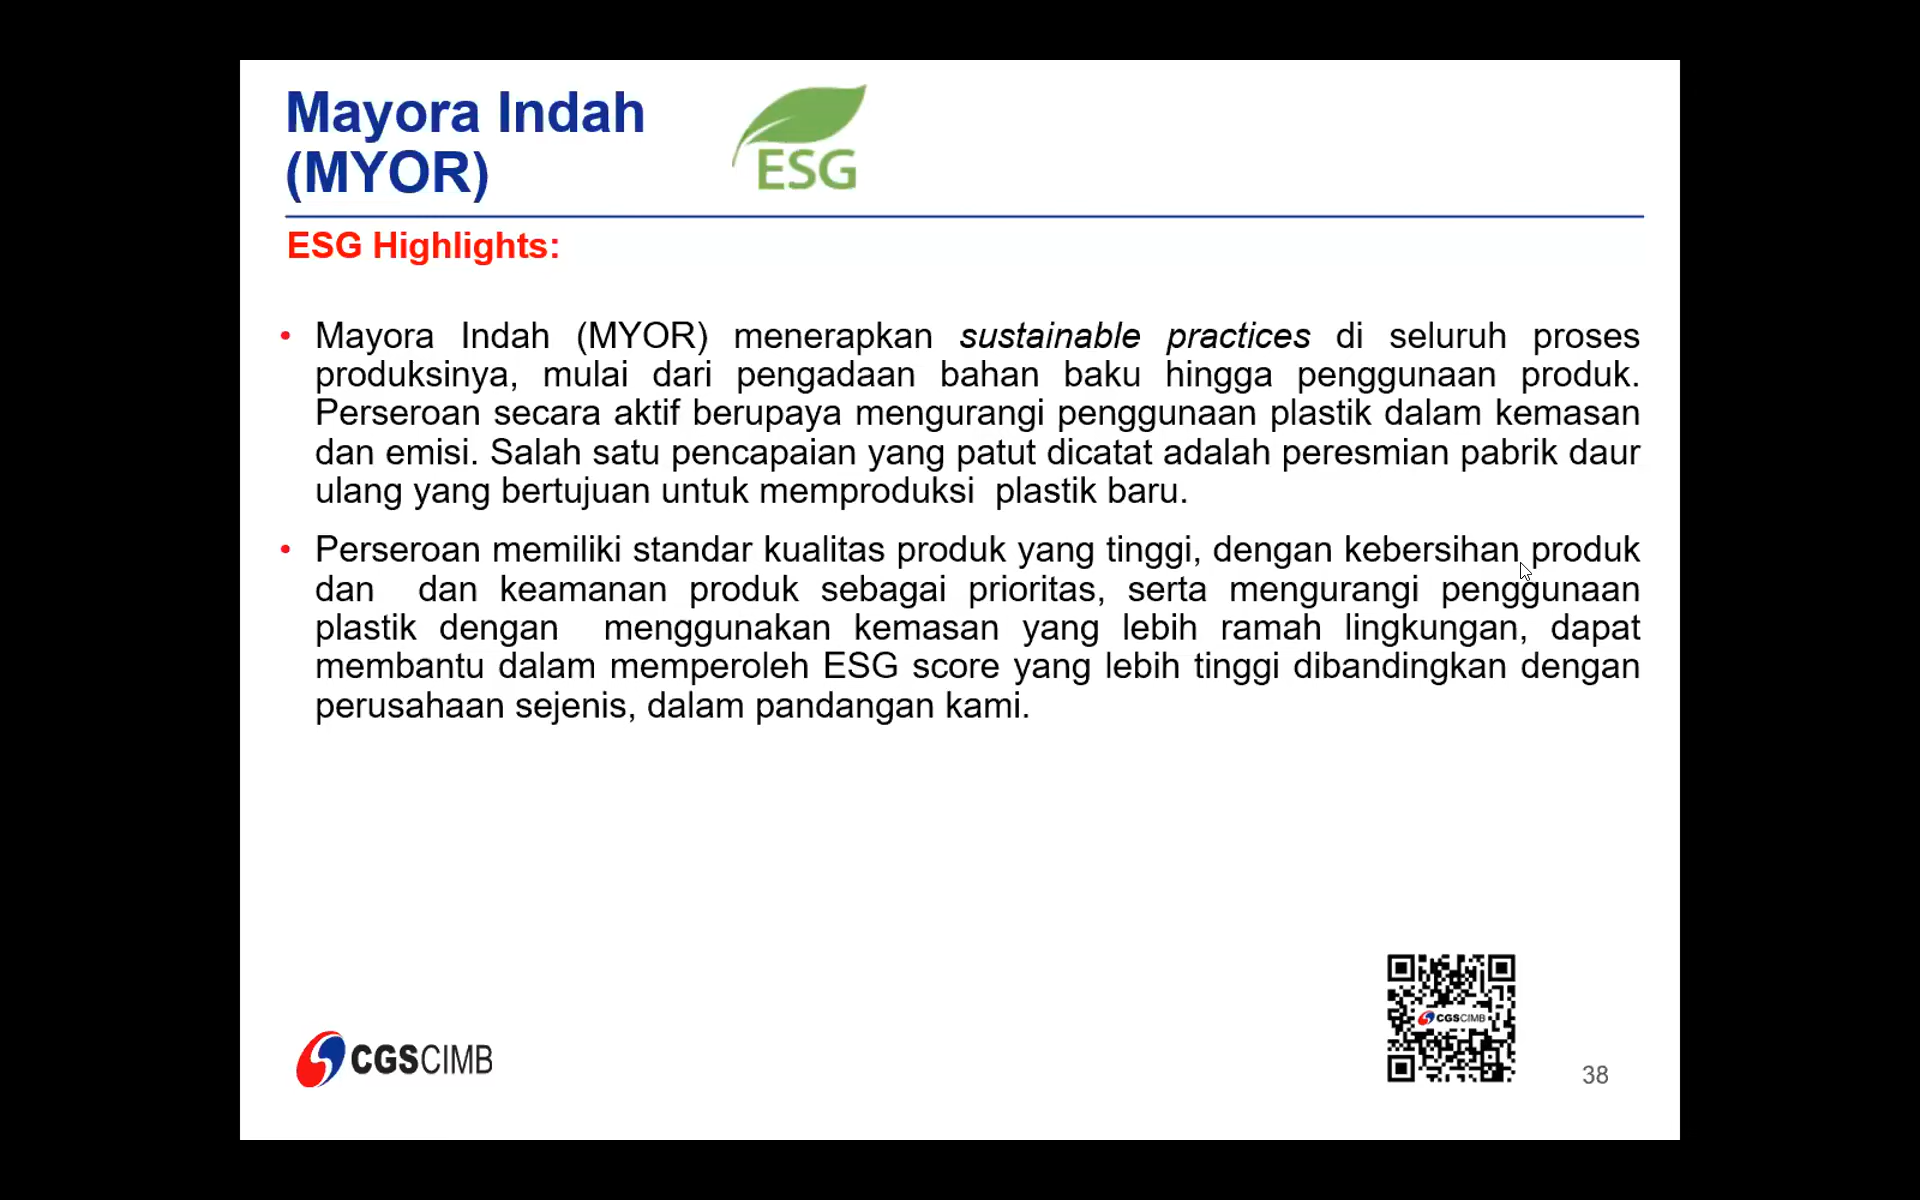 Mayora Indah
(MYOR)
ESG
ESG Highlights:
• Mayora Indah (MYOR) menerapkan sustainable practices di seluruh proses
produksinya, mulai dari pengadaan bahan baku hingga penggunaan produk.
Perseroan secara aktif berupaya mengurangi penggunaan plastik dalam kemasan
dan emisi. Salah satu pencapaian yang patut dicatat adalah peresmian pabrik daur
ulang yang bertujuan untuk memproduksi  plastik baru.
• Perseroan memiliki standar kualitas produk yang tinggi, dengan kebersihan produk
dan  dan keamanan produk sebagai prioritas, serta mengurangi penggunaan
plastik dengan  menggunakan kemasan yang lebih ramah lingkungan, dapat
membantu dalam memperoleh ESG score yang lebih tinggi dibandingkan dengan
perusahaan sejenis, dalam pandangan kami.
CGSCIMB
CGSCIMB
38